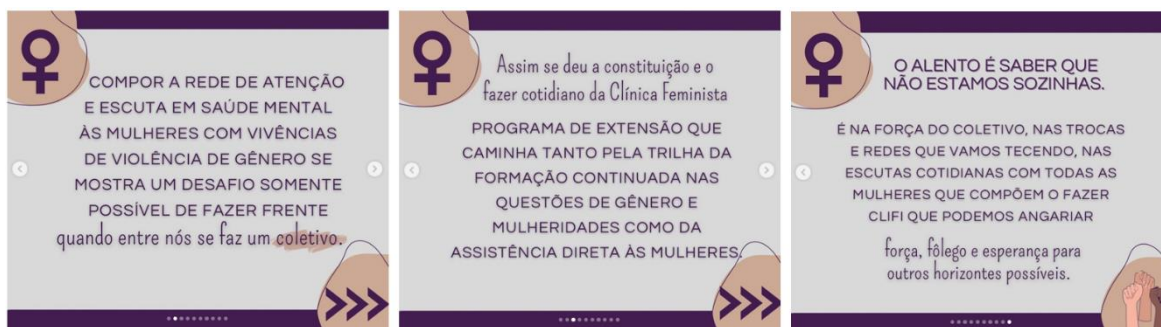 COMPOR A REDE DE ATENÇÃO
E ESCUTA EM SAÚDE MENTAL
ÀS MULHERES COM VIVÊNCIAS
DE VIOLÊNCIA DE GÊNERO SE
MOSTRA UM DESAFIO SOMENTE
POSSÍVEL DE FAZER FRENTE
quando entre nós se faz um coletivo.
Assim se deu a constituição e o
fazer cotidiano da Clínica Feminista
PROGRAMA DE EXTENSÃO QUE
CAMINHA TANTO PELA TRILHA DA
FORMAÇÃO CONTINUADA NAS
QUESTÕES DE GÊNERO E
MULHERIDADES COMO DA
ASSISTÊNCIA DIRETA ÀS MULHERES.
O ALENTO É SABER QUE
NÃO ESTAMOS SOZINHAS.
É NA FORÇA DO COLETIVO, NAS TROCAS
E REDES QUE VAMOS TECENDO, NAS
ESCUTAS COTIDIANAS COM TODAS AS
MULHERES QUE COMPÕEM O FAZER
CLIFI QUE PODEMOS ANGARIAR
força, fôlego e esperança para
outros horizontes possíveis.